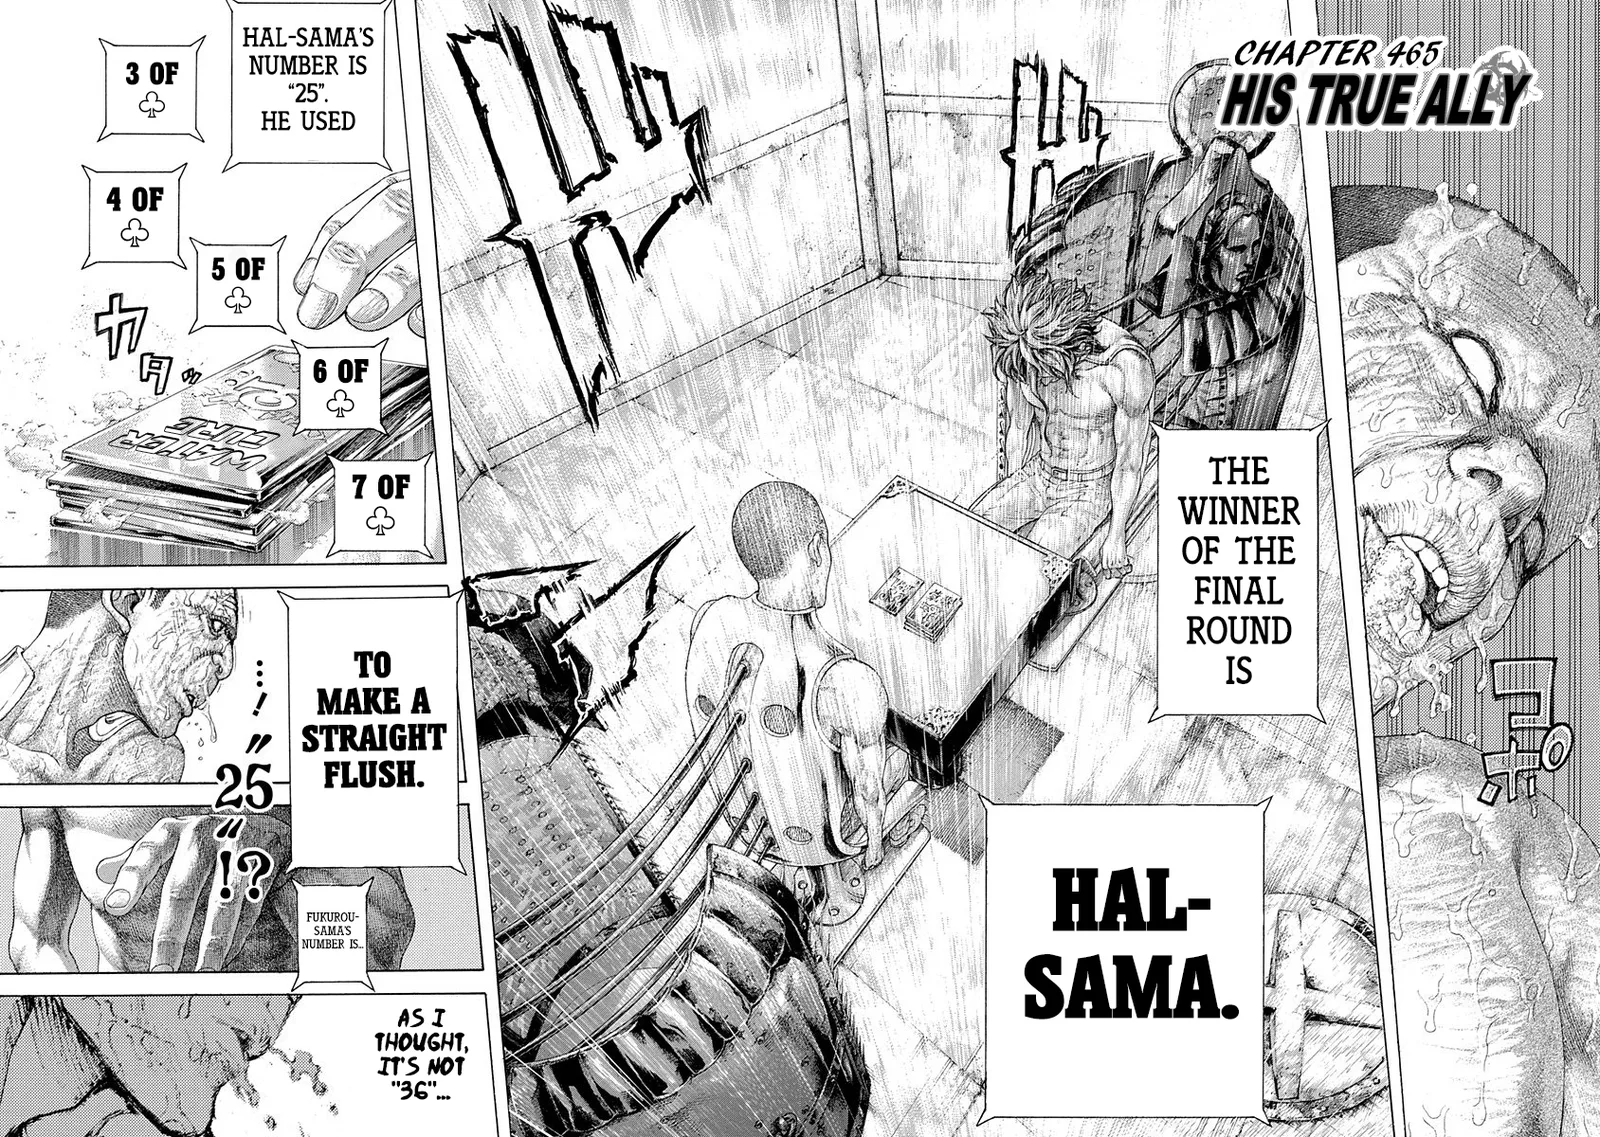 CHAPTER 465
HIS TRUE ALLY
THE
WINNER
OF THE
FINAL
ROUND
IS
HAL-
SAMA.
HAL-SAMA'S
NUMBER IS
"25".
HE USED
3 OF
♧
4 OF
♧
5 OF
♧
6 OF
♧
7 OF
♧
カタ
WATER
CURE
TO
MAKE A
STRAIGHT
FLUSH.
…!
"25"
!?
FUKUROU-
SAMA'S
NUMBER IS...
AS I
THOUGHT,
IT'S NOT
"36"...